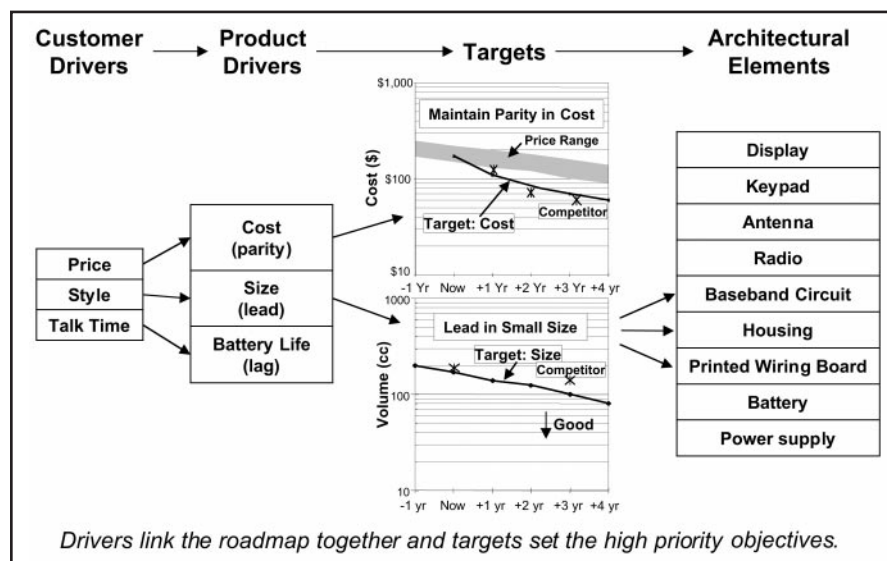 Customer
Drivers
Product
Drivers
Targets
Architectural
Elements
Price
Style
Talk Time
Cost
(parity)
Size
(lead)
Battery Life
(lag)
$1,000
$100
$10
Cost ($)
Maintain Parity in Cost
Price Range
Target: Cost
Competitor
-1 Yr Now +1 Yr +2 Yr +3 Yr +4 yr
1000
100
10
Volume (cc)
Lead in Small Size
Target: Size
Competitor
Good
-1 yr Now +1 yr +2 yr +3 yr +4 yr
Display
Keypad
Antenna
Radio
Baseband Circuit
Housing
Printed Wiring Board
Battery
Power supply
Drivers link the roadmap together and targets set the high priority objectives.